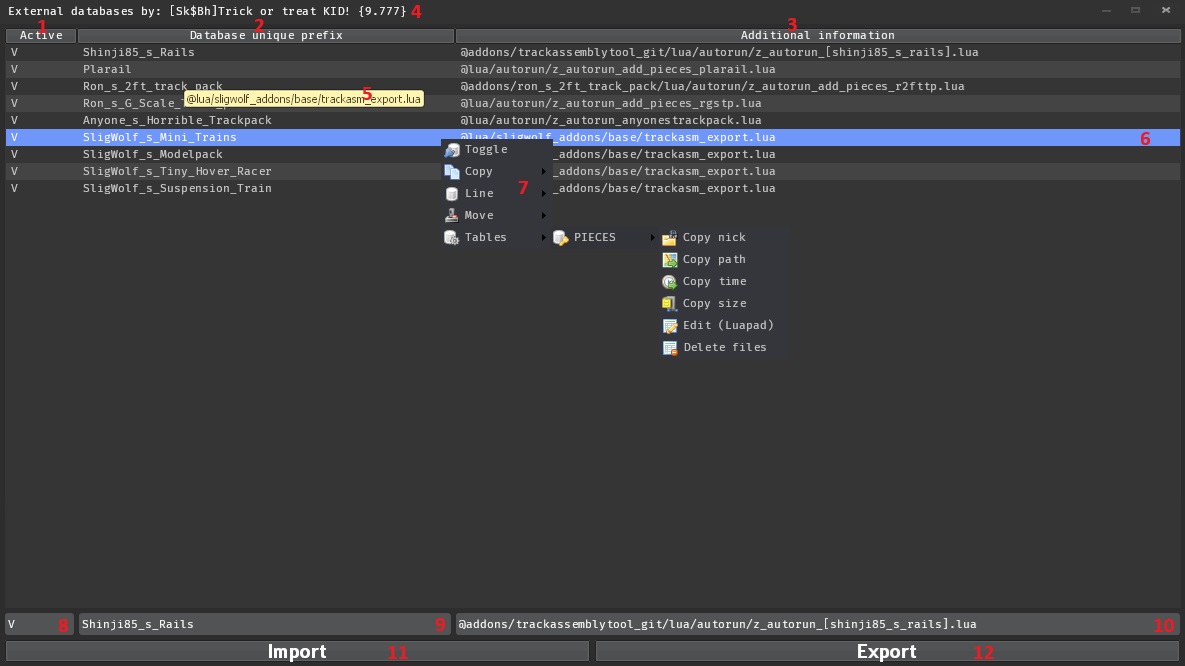 External databases by: [Sk$Bh]Trick or treat KID! {9.777} 4
1 2 3
Active Database unique prefix Additional information
V Shinji85_s_Rails @addons/trackassemblytool_git/lua/autorun/z_autorun_[shinji85_s_rails].lua
V Plarail @lua/autorun/z_autorun_add_pieces_plarail.lua
V Ron_s_2ft_track_pack @addons/ron_s_2ft_track_pack/lua/autorun/z_autorun_add_pieces_r2fttp.lua
@lua/sligwolf_addons/base/trackasm_export.lua 5
V Ron_s_G_Scale_ @lua/autorun/z_autorun_add_pieces_rgstp.lua
V Anyone_s_Horrible_Trackpack @lua/autorun/z_autorun_anyonestrackpack.lua
V SligWolf_s_Mini_Trains @lua/sligwolf_addons/base/trackasm_export.lua 6
V SligWolf_s_Modelpack _addons/base/trackasm_export.lua
V SligWolf_s_Tiny_Hover_Racer _addons/base/trackasm_export.lua
V SligWolf_s_Suspension_Train _addons/base/trackasm_export.lua
Toggle
Copy
7
Line
Move
Tables PIECES Copy nick
Copy path
Copy time
Copy size
Edit (Luapad)
Delete files
V 8 Shinji85_s_Rails 9 @addons/trackassemblytool_git/lua/autorun/z_autorun_[shinji85_s_rails].lua 10
Import 11 Export 12